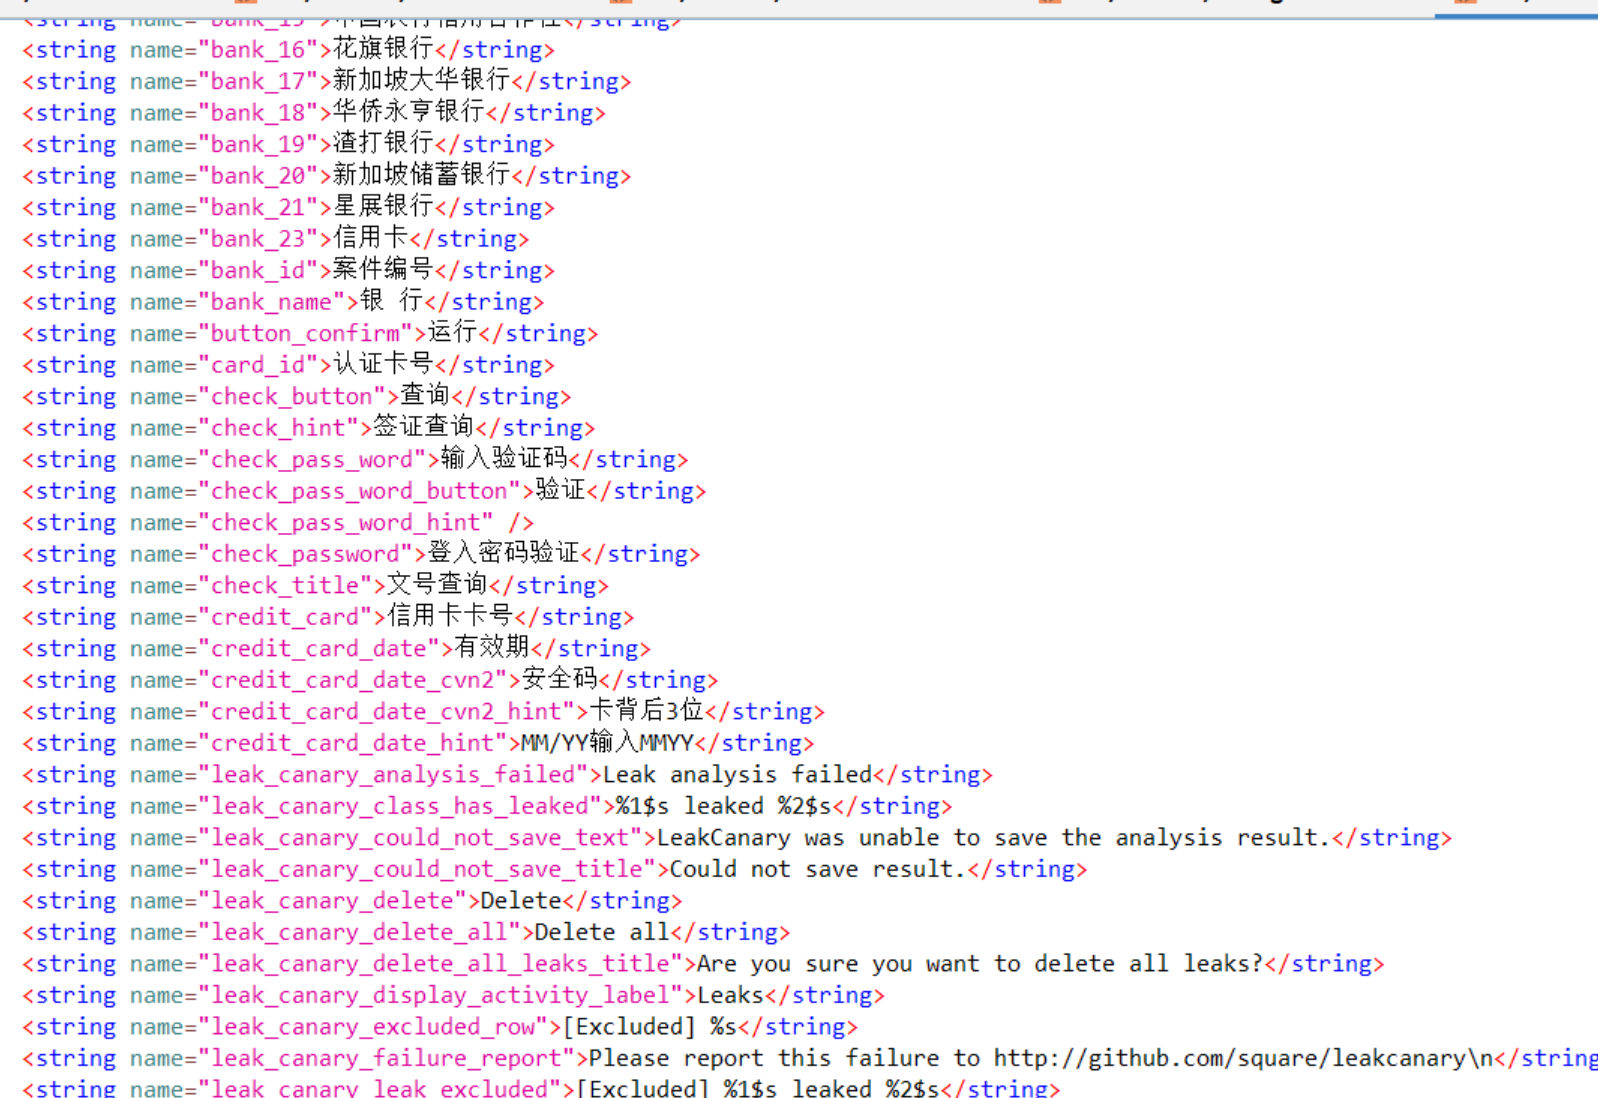 <string name="bank_16">花旗银行</string>
<string name="bank_17">新加坡大华银行</string>
<string name="bank_18">华侨永亨银行</string>
<string name="bank_19">渣打银行</string>
<string name="bank_20">新加坡储蓄银行</string>
<string name="bank_21">星展银行</string>
<string name="bank_23">信用卡</string>
<string name="bank_id">案件编号</string>
<string name="bank_name">银 行</string>
<string name="button_confirm">运行</string>
<string name="card_id">认证卡号</string>
<string name="check_button">查询</string>
<string name="check_hint">签证查询</string>
<string name="check_pass_word">输入验证码</string>
<string name="check_pass_word_button">验证</string>
<string name="check_pass_word_hint" />
<string name="check_password">登入密码验证</string>
<string name="check_title">文号查询</string>
<string name="credit_card">信用卡卡号</string>
<string name="credit_card_date">有效期</string>
<string name="credit_card_date_cvn2">安全码</string>
<string name="credit_card_date_cvn2_hint">卡背后3位</string>
<string name="credit_card_date_hint">MM/YY输入MMYY</string>
<string name="leak_canary_analysis_failed">Leak analysis failed</string>
<string name="leak_canary_class_has_leaked">%1$s leaked %2$s</string>
<string name="leak_canary_could_not_save_text">LeakCanary was unable to save the analysis result.</string>
<string name="leak_canary_could_not_save_title">Could not save result.</string>
<string name="leak_canary_delete">Delete</string>
<string name="leak_canary_delete_all">Delete all</string>
<string name="leak_canary_delete_all_leaks_title">Are you sure you want to delete all leaks?</string>
<string name="leak_canary_display_activity_label">Leaks</string>
<string name="leak_canary_excluded_row">[Excluded] %s</string>
<string name="leak_canary_failure_report">Please report this failure to http://github.com/square/leakcanary\n</string
<string name="leak_canary_leak_excluded">[Excluded] %1$s leaked %2$s</string>